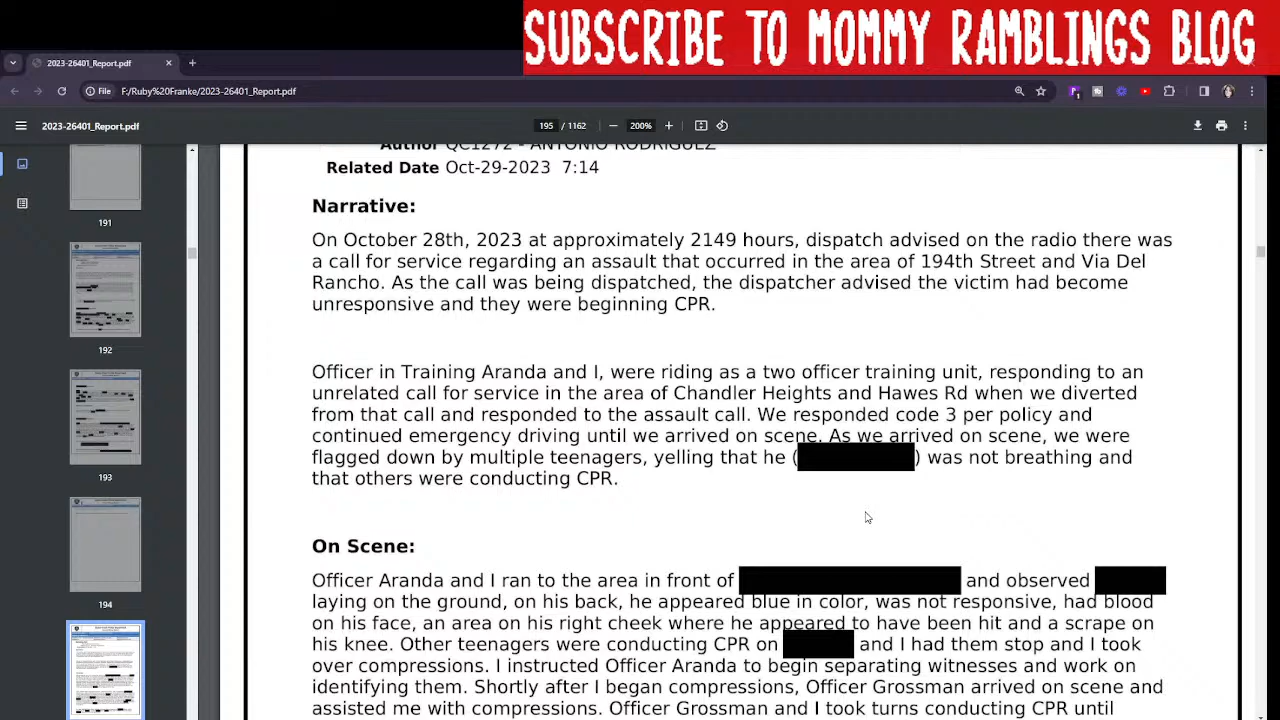 SUBSCRIBE TO MOMMY RAMBLINGS BLOG
2023-26401_Report.pdf
File F:/Ruby%20Franke/2023-26401_Report.pdf
2023-26401_Report.pdf
195 / 1162
200%
Author QC1272 - ANTONIO RODRIGUEZ
Related Date Oct-29-2023 7:14
191
Narrative:
On October 28th, 2023 at approximately 2149 hours, dispatch advised on the radio there was
a call for service regarding an assault that occurred in the area of 194th Street and Via Del
Rancho. As the call was being dispatched, the dispatcher advised the victim had become
unresponsive and they were beginning CPR.
192
Officer in Training Aranda and I, were riding as a two officer training unit, responding to an
unrelated call for service in the area of Chandler Heights and Hawes Rd when we diverted
from that call and responded to the assault call. We responded code 3 per policy and
continued emergency driving until we arrived on scene. As we arrived on scene, we were
flagged down by multiple teenagers, yelling that he ( ) was not breathing and
that others were conducting CPR.
193
On Scene:
Officer Aranda and I ran to the area in front of and observed
laying on the ground, on his back, he appeared blue in color, was not responsive, had blood
on his face, an area on his right cheek where he appeared to have been hit and a scrape on
his knee. Other teenagers were conducting CPR on and I had them stop and I took
over compressions. I instructed Officer Aranda to begin separating witnesses and work on
identifying them. Shortly after I began compressions, Officer Grossman arrived on scene and
assisted me with compressions. Officer Grossman and I took turns conducting CPR until
194